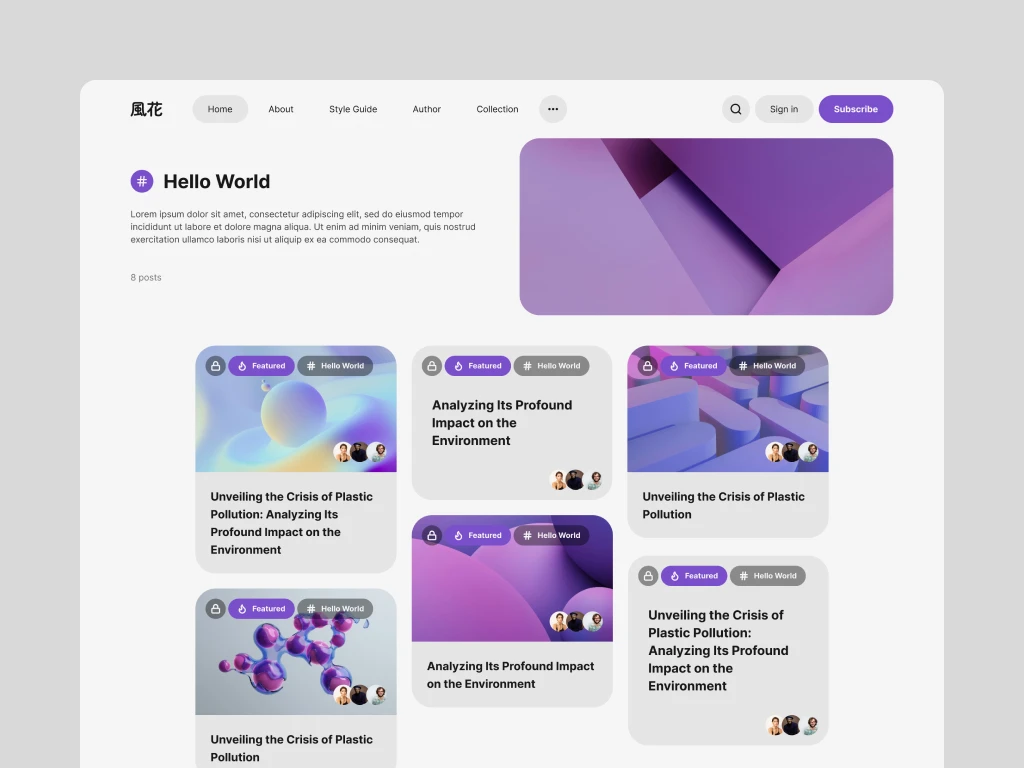 風花
Home
About
Style Guide
Author
Collection
Sign in
Subscribe
# Hello World
Lorem ipsum dolor sit amet, consectetur adipiscing elit, sed do eiusmod tempor
incididunt ut labore et dolore magna aliqua. Ut enim ad minim veniam, quis nostrud
exercitation ullamco laboris nisi ut aliquip ex ea commodo consequat.
8 posts
Featured
# Hello World
Unveiling the Crisis of Plastic
Pollution: Analyzing Its
Profound Impact on the
Environment
Featured
# Hello World
Unveiling the Crisis of Plastic
Pollution
Featured
# Hello World
Analyzing Its Profound
Impact on the
Environment
Featured
# Hello World
Analyzing Its Profound Impact
on the Environment
Featured
# Hello World
Unveiling the Crisis of Plastic
Pollution
Featured
# Hello World
Unveiling the Crisis of
Plastic Pollution:
Analyzing Its Profound
Impact on the
Environment